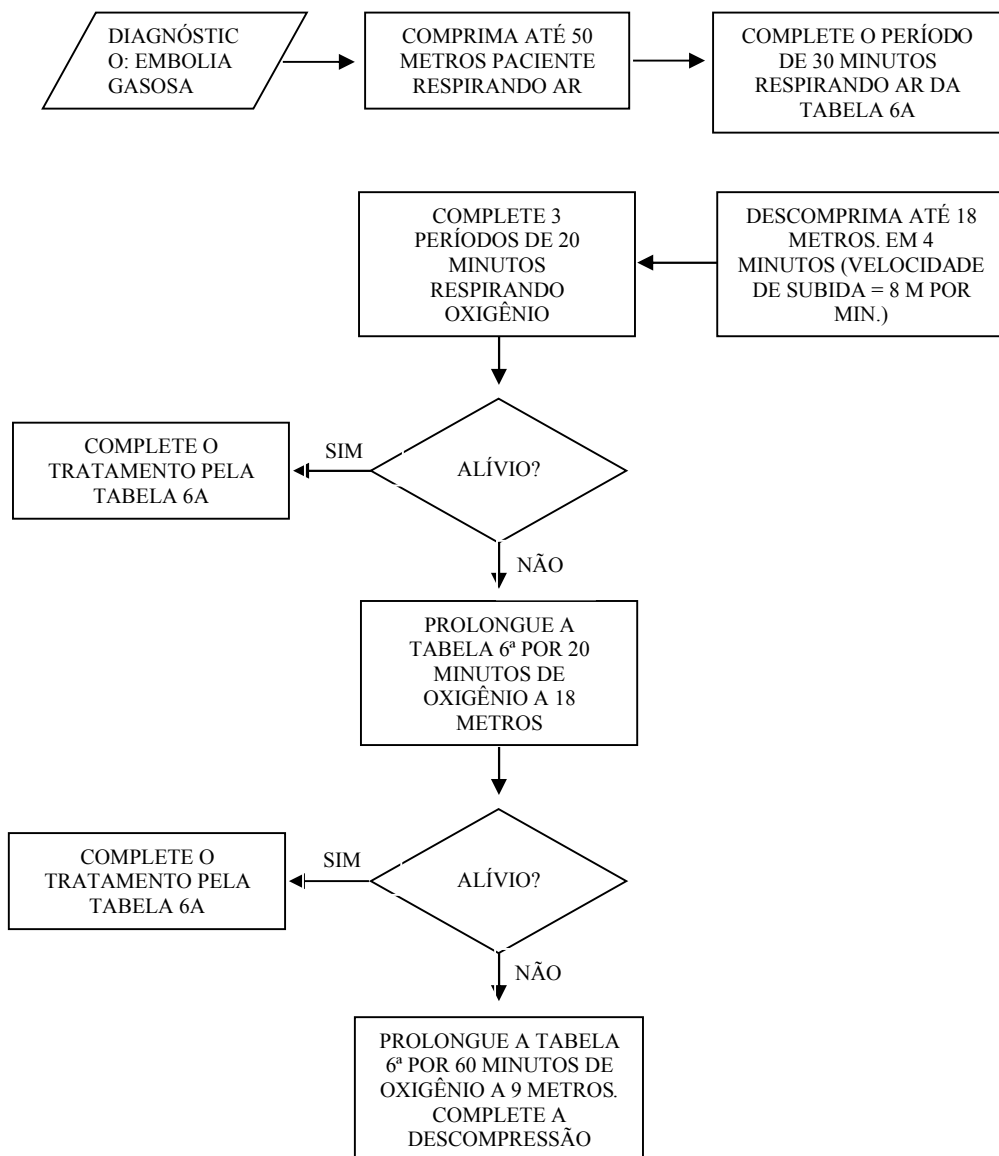 DIAGNÓSTIC
O: EMBOLIA
GASOSA
COMPRIMA ATÉ 50
METROS PACIENTE
RESPIRANDO AR
COMPLETE O PERÍODO
DE 30 MINUTOS
RESPIRANDO AR DA
TABELA 6A
DESCOMPRIMA ATÉ 18
METROS. EM 4
MINUTOS (VELOCIDADE
DE SUBIDA = 8 M POR
MIN.)
COMPLETE 3
PERÍODOS DE 20
MINUTOS
RESPIRANDO
OXIGÊNIO
ALÍVIO?
SIM
COMPLETE O
TRATAMENTO PELA
TABELA 6A
NÃO
PROLONGUE A
TABELA 6ª POR 20
MINUTOS DE
OXIGÊNIO A 18
METROS
ALÍVIO?
SIM
COMPLETE O
TRATAMENTO PELA
TABELA 6A
NÃO
PROLONGUE A TABELA
6ª POR 60 MINUTOS DE
OXIGÊNIO A 9 METROS.
COMPLETE A
DESCOMPRESSÃO